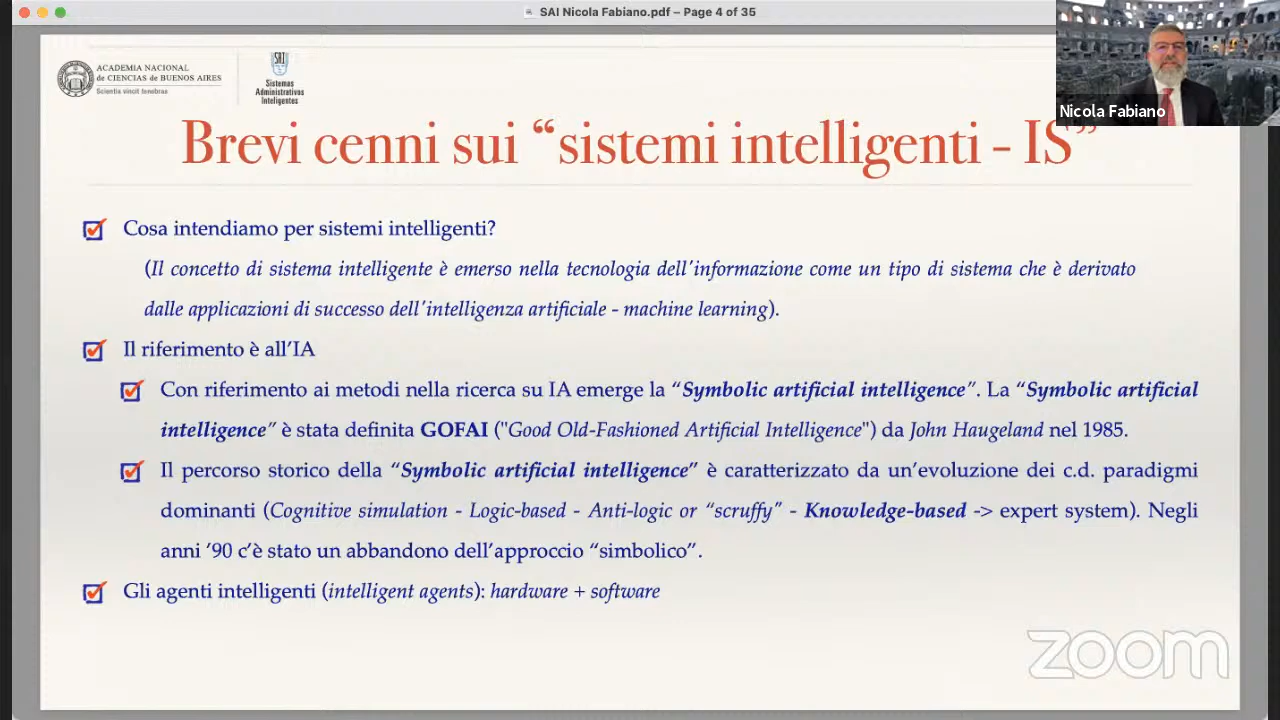 SAI Nicola Fabiano.pdf – Page 4 of 35
ACADEMIA NACIONAL
de CIENCIAS de BUENOS AIRES
Scientia vincit tenebras
SAI
Sistemas
Administrativos
Inteligentes
Nicola Fabiano
Brevi cenni sui “sistemi intelligenti - IS”
Cosa intendiamo per sistemi intelligenti?
(Il concetto di sistema intelligente è emerso nella tecnologia dell'informazione come un tipo di sistema che è derivato
dalle applicazioni di successo dell'intelligenza artificiale - machine learning).
Il riferimento è all’IA
Con riferimento ai metodi nella ricerca su IA emerge la “Symbolic artificial intelligence”. La “Symbolic artificial
intelligence” è stata definita GOFAI ("Good Old-Fashioned Artificial Intelligence") da John Haugeland nel 1985.
Il percorso storico della “Symbolic artificial intelligence” è caratterizzato da un’evoluzione dei c.d. paradigmi
dominanti (Cognitive simulation - Logic-based - Anti-logic or “scruffy” - Knowledge-based -> expert system). Negli
anni ’90 c’è stato un abbandono dell’approccio “simbolico”.
Gli agenti intelligenti (intelligent agents): hardware + software
zoom